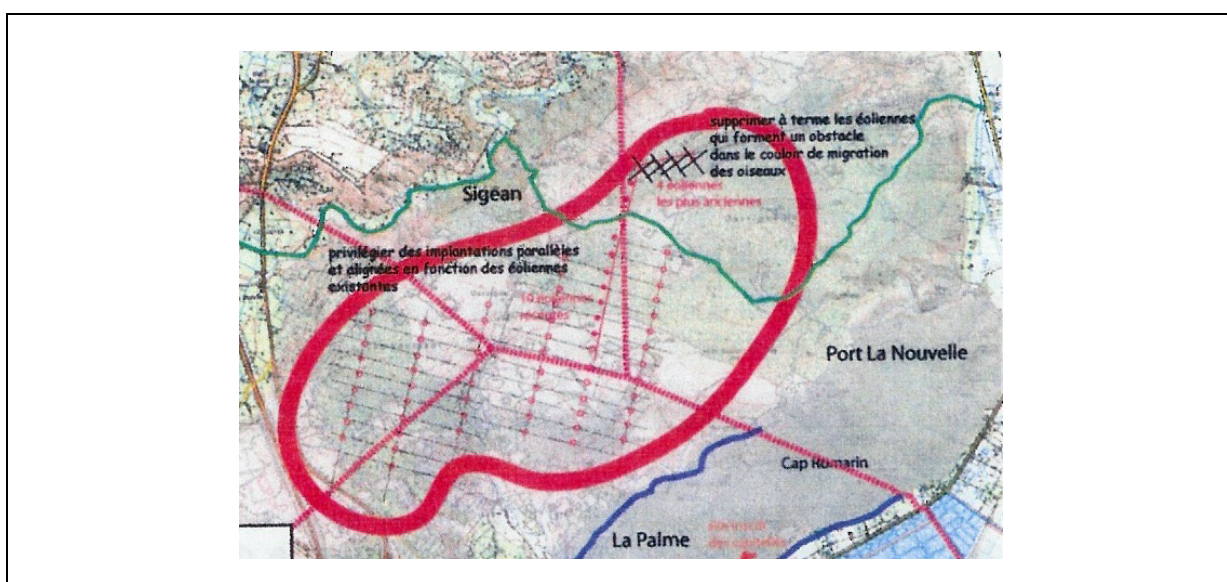 supprimer à terme les éoliennes
qui forment un obstacle
dans le couloir de migration
des oiseaux
4 éoliennes
les plus anciennes
Sigean
privilégier des implantations parallèles
et alignées en fonction des éoliennes
existantes
10 éoliennes
récentes
Port La Nouvelle
Cap Romarin
La Palme